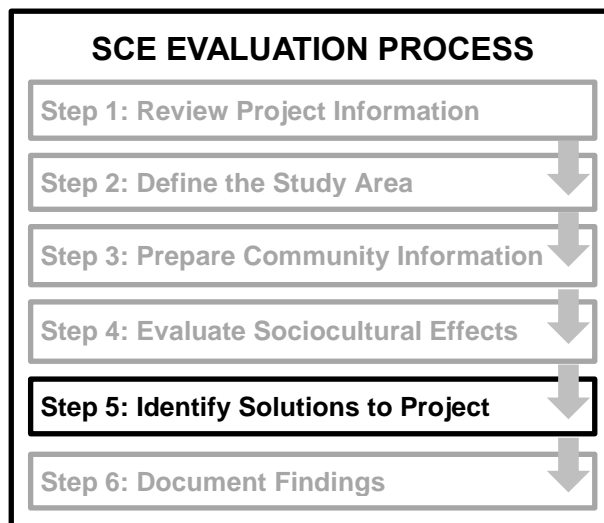 SCE EVALUATION PROCESS
Step 1: Review Project Information
Step 2: Define the Study Area
Step 3: Prepare Community Information
Step 4: Evaluate Sociocultural Effects
Step 5: Identify Solutions to Project
Step 6: Document Findings